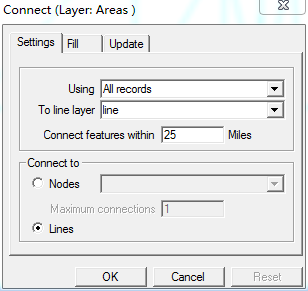 Connect (Layer: Areas )
Settings Fill Update
Using All records
To line layer line
Connect features within 25 Miles
Connect to
Nodes
Maximum connections 1
Lines
OK Cancel Reset